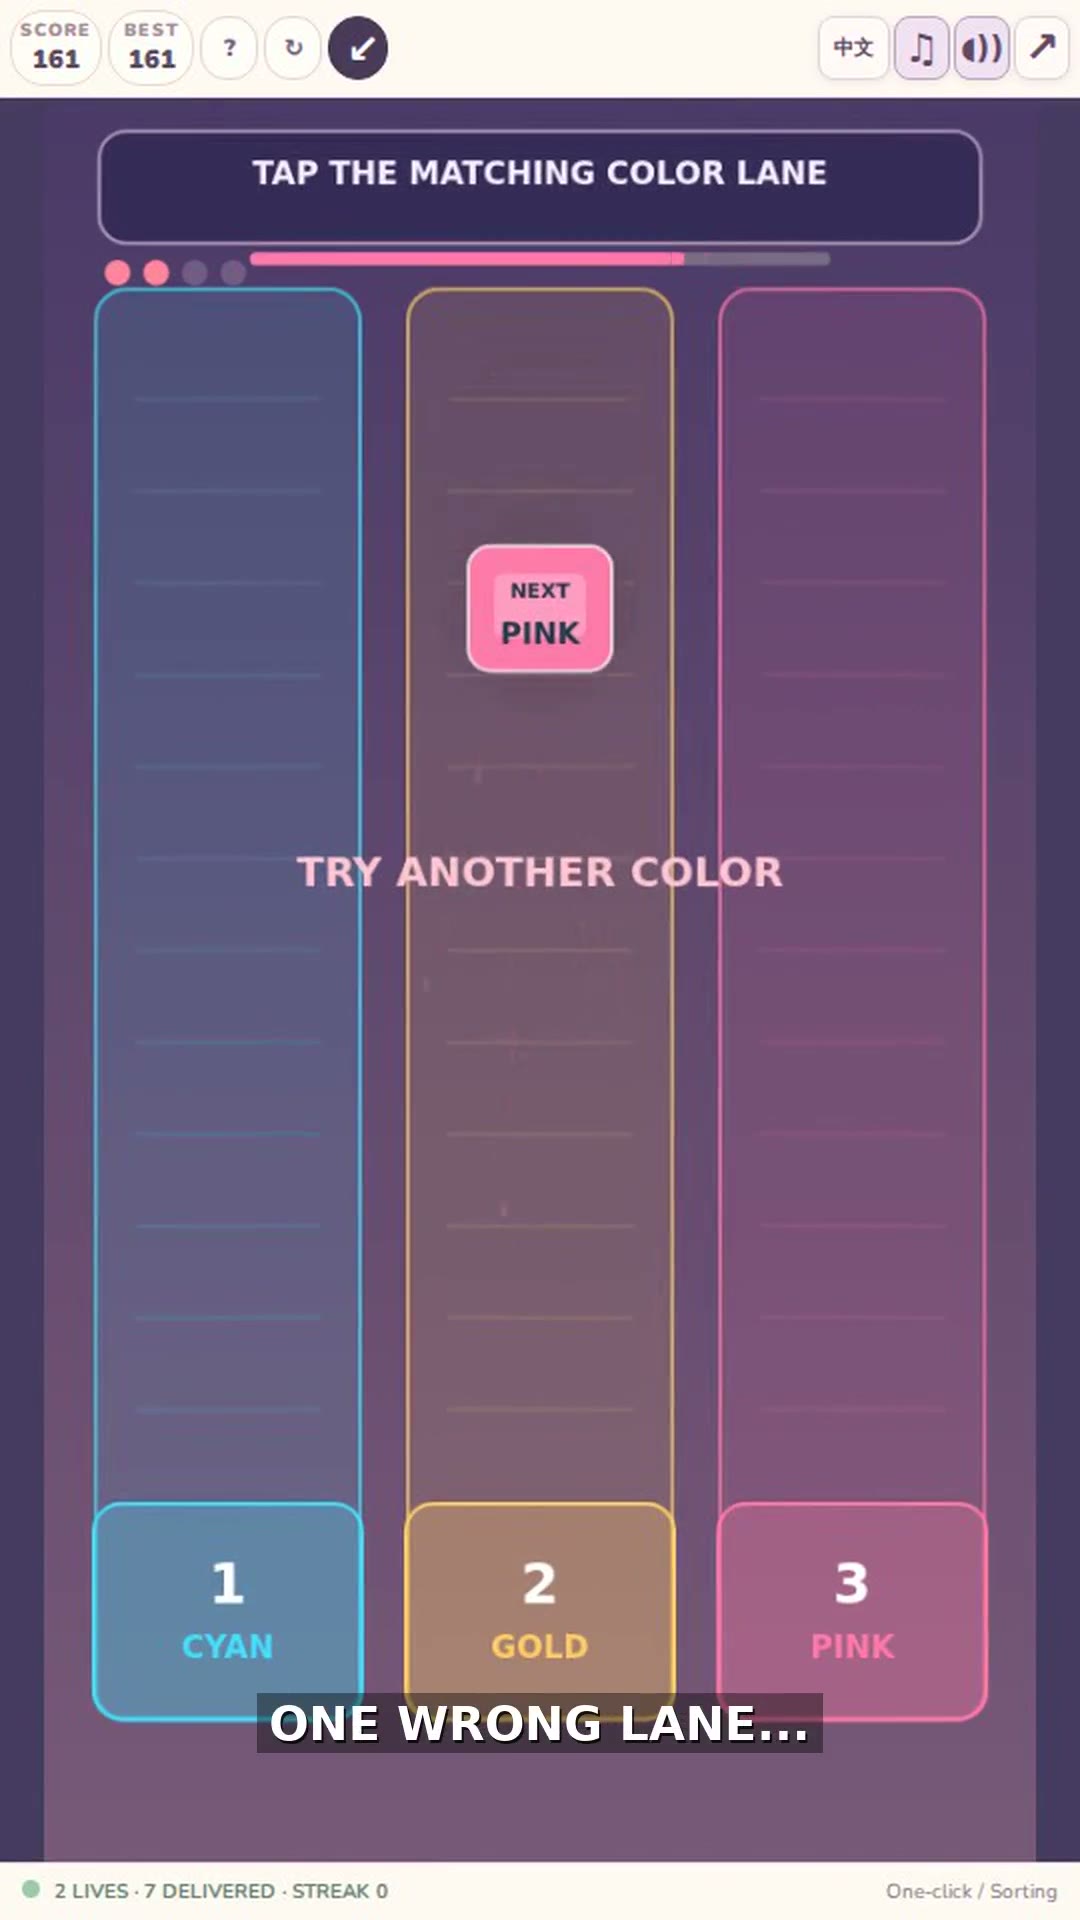 SCORE
161
BEST
161
?
↻
↙
中文
♫
↗
TAP THE MATCHING COLOR LANE
NEXT
PINK
TRY ANOTHER COLOR
1
CYAN
2
GOLD
3
PINK
ONE WRONG LANE...
2 LIVES · 7 DELIVERED · STREAK 0
One-click / Sorting